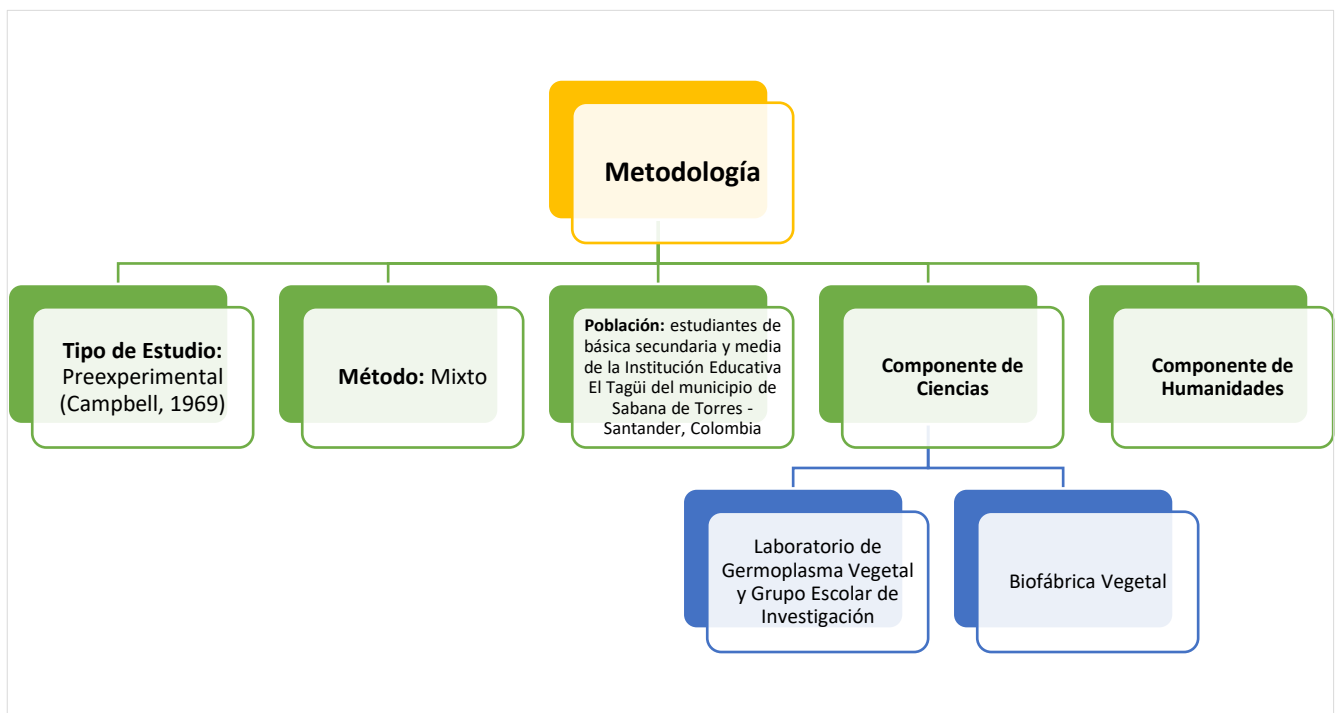 Metodología
Tipo de Estudio:
Preexperimental
(Campbell, 1969)
Método: Mixto
Población: estudiantes de
básica secundaria y media
de la Institución Educativa
El Tagüi del municipio de
Sabana de Torres -
Santander, Colombia
Componente de
Ciencias
Componente de
Humanidades
Laboratorio de
Germoplasma Vegetal
y Grupo Escolar de
Investigación
Biofábrica Vegetal